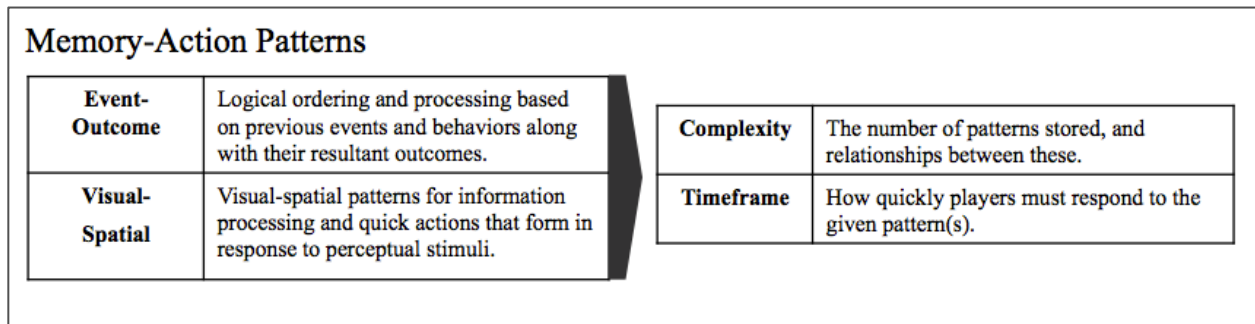 Memory-Action Patterns
Event-
Outcome
Logical ordering and processing based
on previous events and behaviors along
with their resultant outcomes.
Visual-
Spatial
Visual-spatial patterns for information
processing and quick actions that form in
response to perceptual stimuli.
Complexity
The number of patterns stored, and
relationships between these.
Timeframe
How quickly players must respond to the
given pattern(s).